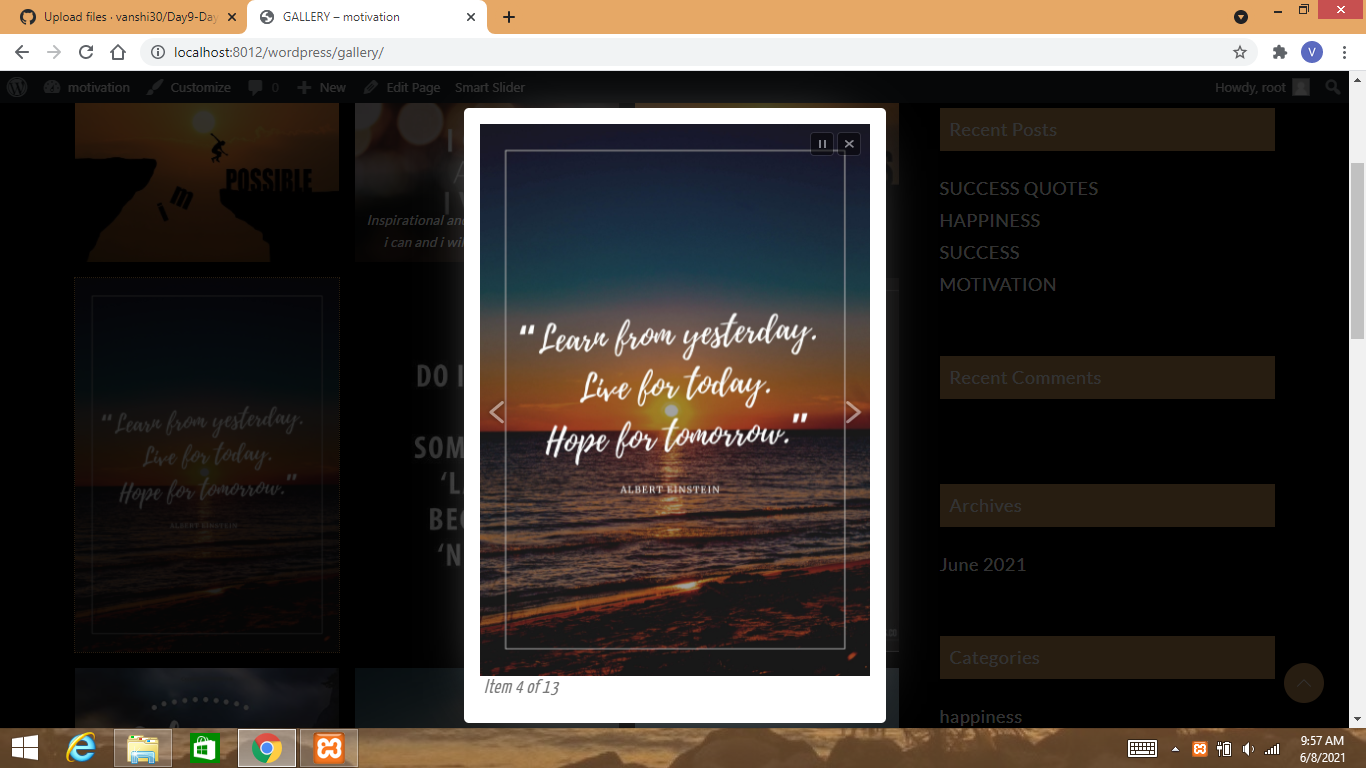 Upload files · vanshi30/Day9-Day
GALLERY – motivation
localhost:8012/wordpress/gallery/
V
motivation
Customize
0
New
Edit Page
Smart Slider
Howdy, root
POSSIBLE
i m
Inspirational and
i can and i wil
“Learn from yesterday.
Live for today.
Hope for tomorrow.”
ALBERT EINSTEIN
DO
SOM
‘L
BEC
‘N
“Learn from yesterday.
Live for today.
Hope for tomorrow.”
ALBERT EINSTEIN
Item 4 of 13
Recent Posts
SUCCESS QUOTES
HAPPINESS
SUCCESS
MOTIVATION
Recent Comments
Archives
June 2021
Categories
happiness
9:57 AM
6/8/2021